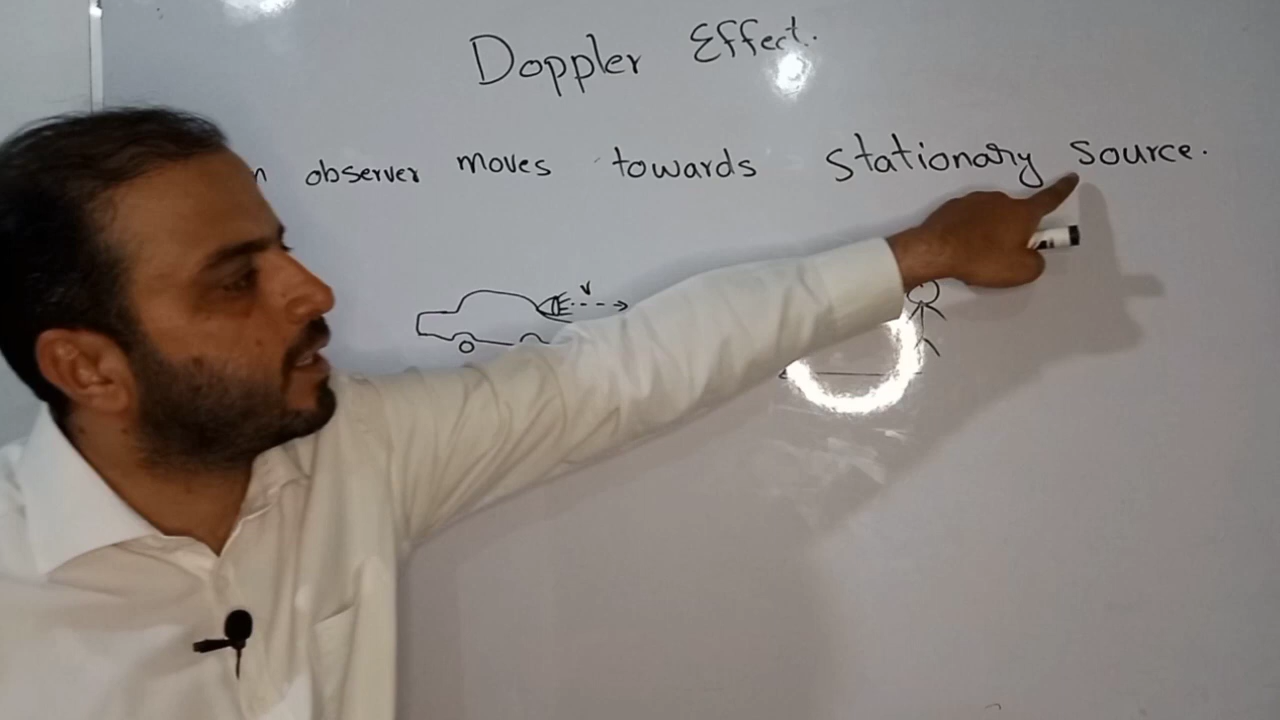 Doppler Effect.
observer moves towards stationary source.
v